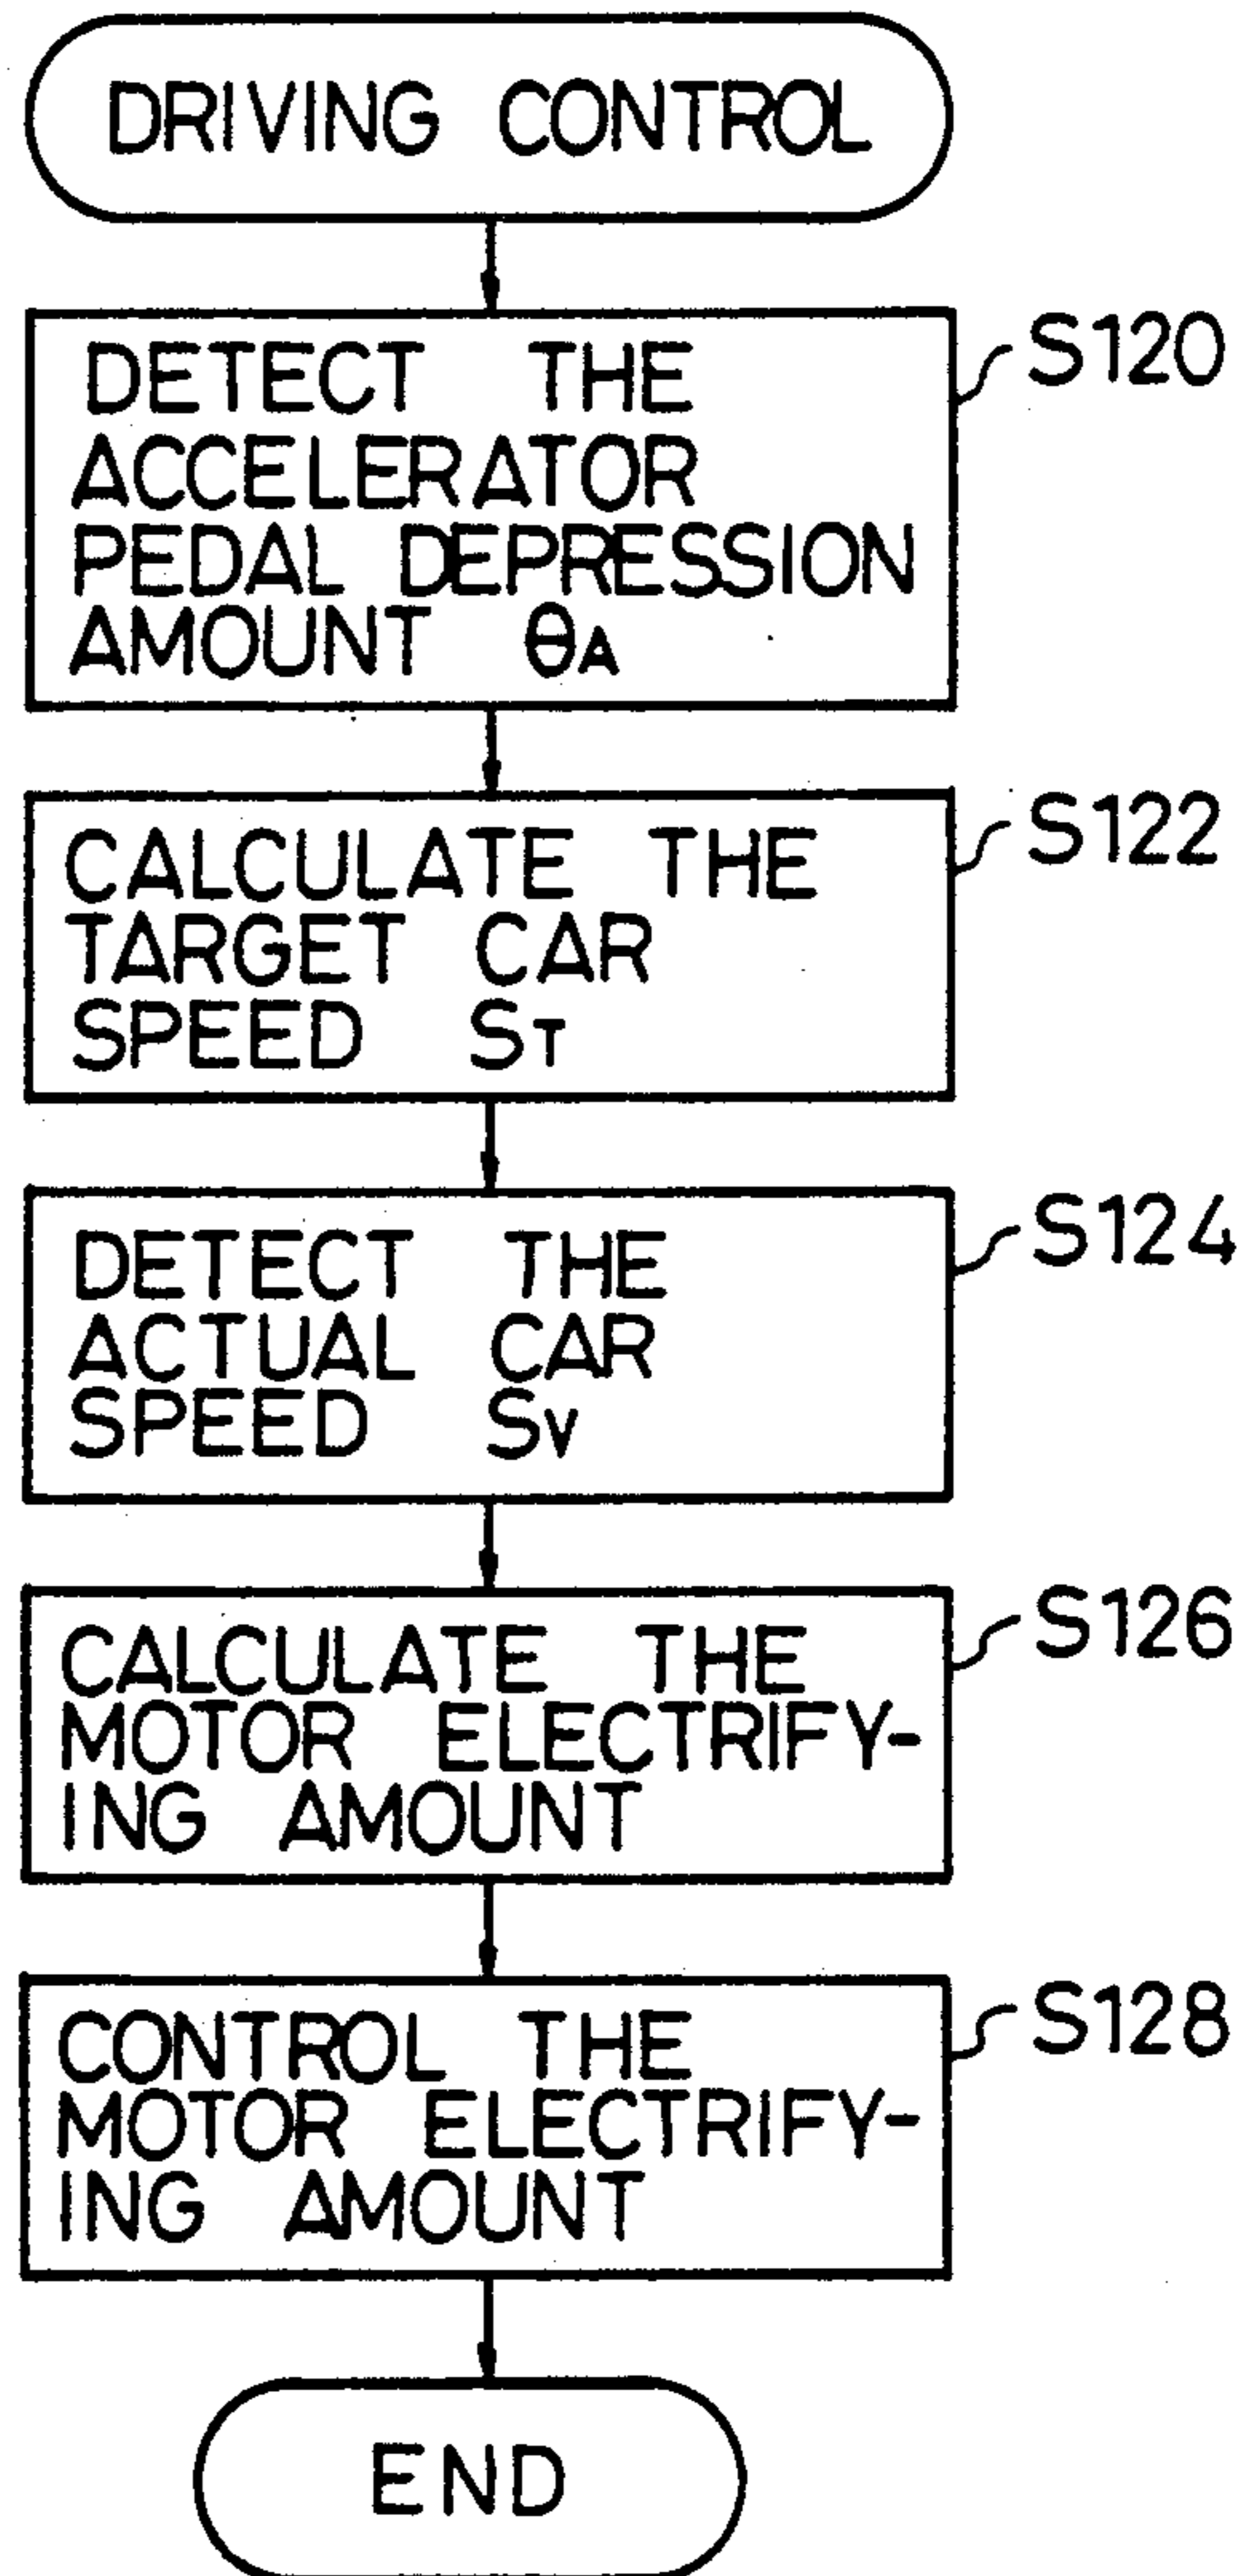 DRIVING CONTROL
DETECT THE
ACCELERATOR
PEDAL DEPRESSION
AMOUNT θA
S120
CALCULATE THE
TARGET CAR
SPEED ST
S122
DETECT THE
ACTUAL CAR
SPEED SV
S124
CALCULATE THE
MOTOR ELECTRIFY-
ING AMOUNT
S126
CONTROL THE
MOTOR ELECTRIFY-
ING AMOUNT
S128
END